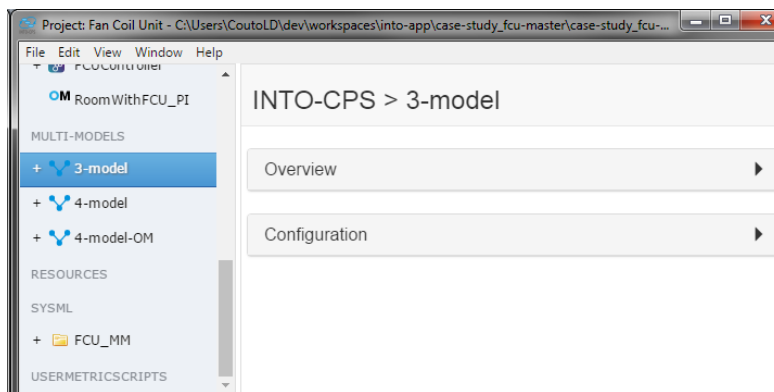 Project: Fan Coil Unit - C:\Users\CoutoLD\dev\workspaces\into-app\case-study_fcu-master\case-study_fcu-...
File Edit View Window Help
+ FCUController
OM RoomWithFCU_PI
INTO-CPS > 3-model
MULTI-MODELS
+ 3-model
Overview
+ 4-model
+ 4-model-OM
Configuration
RESOURCES
SYSML
+ FCU_MM
USERMETRICSCRIPTS